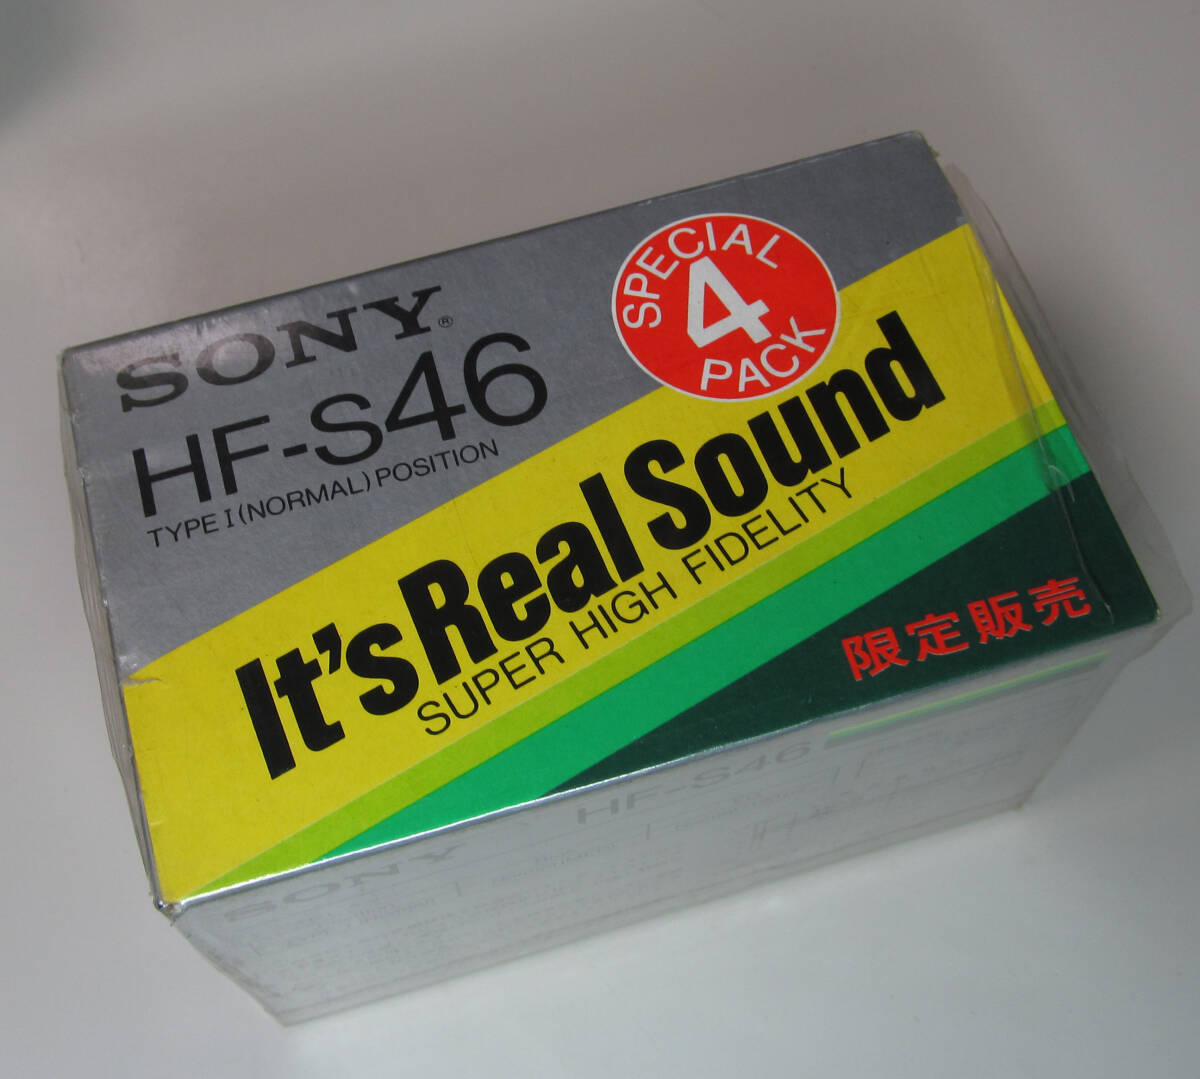 SONY®
HF-S46
TYPE I (NORMAL) POSITION
SPECIAL
4
PACK
It's Real Sound
SUPER HIGH FIDELITY
限定販売
SONY
HF-S46